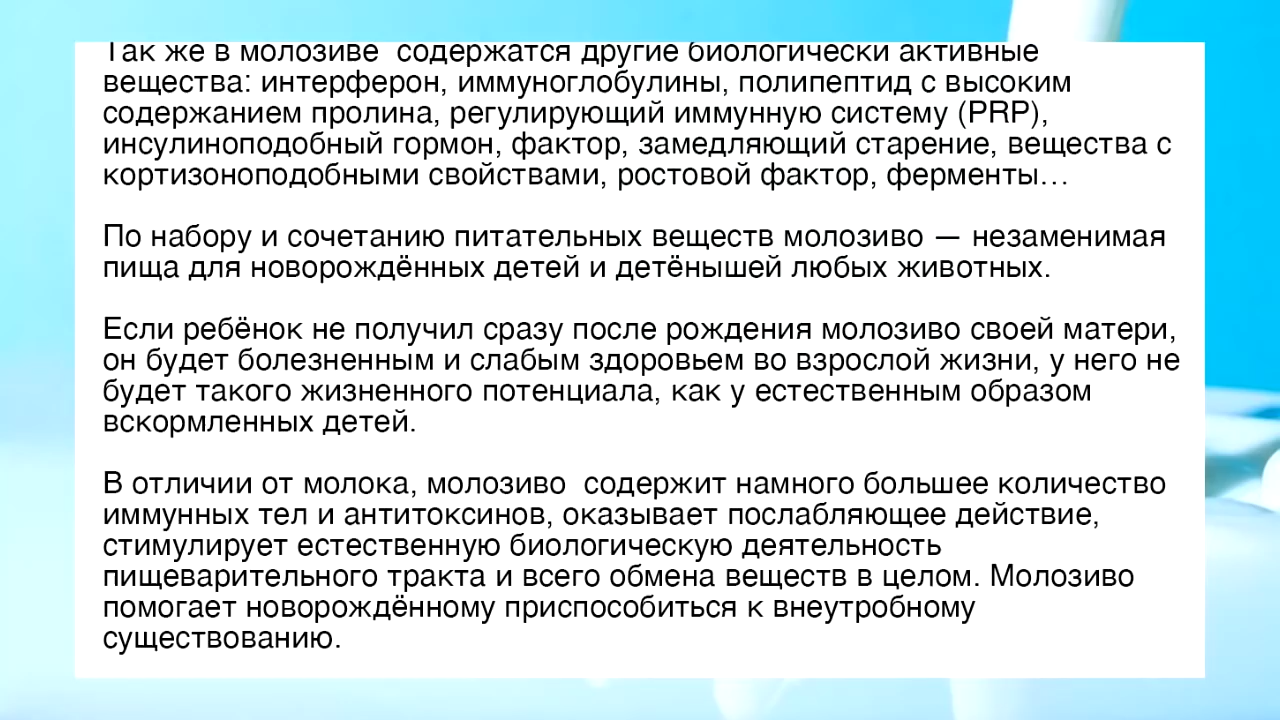 Так же в молозиве  содержатся другие биологически активные
вещества: интерферон, иммуноглобулины, полипептид с высоким
содержанием пролина, регулирующий иммунную систему (PRP),
инсулиноподобный гормон, фактор, замедляющий старение, вещества с
кортизоноподобными свойствами, ростовой фактор, ферменты…
По набору и сочетанию питательных веществ молозиво — незаменимая
пища для новорождённых детей и детёнышей любых животных.
Если ребёнок не получил сразу после рождения молозиво своей матери,
он будет болезненным и слабым здоровьем во взрослой жизни, у него не
будет такого жизненного потенциала, как у естественным образом
вскормленных детей.
В отличии от молока, молозиво  содержит намного большее количество
иммунных тел и антитоксинов, оказывает послабляющее действие,
стимулирует естественную биологическую деятельность
пищеварительного тракта и всего обмена веществ в целом. Молозиво
помогает новорождённому приспособиться к внеутробному
существованию.